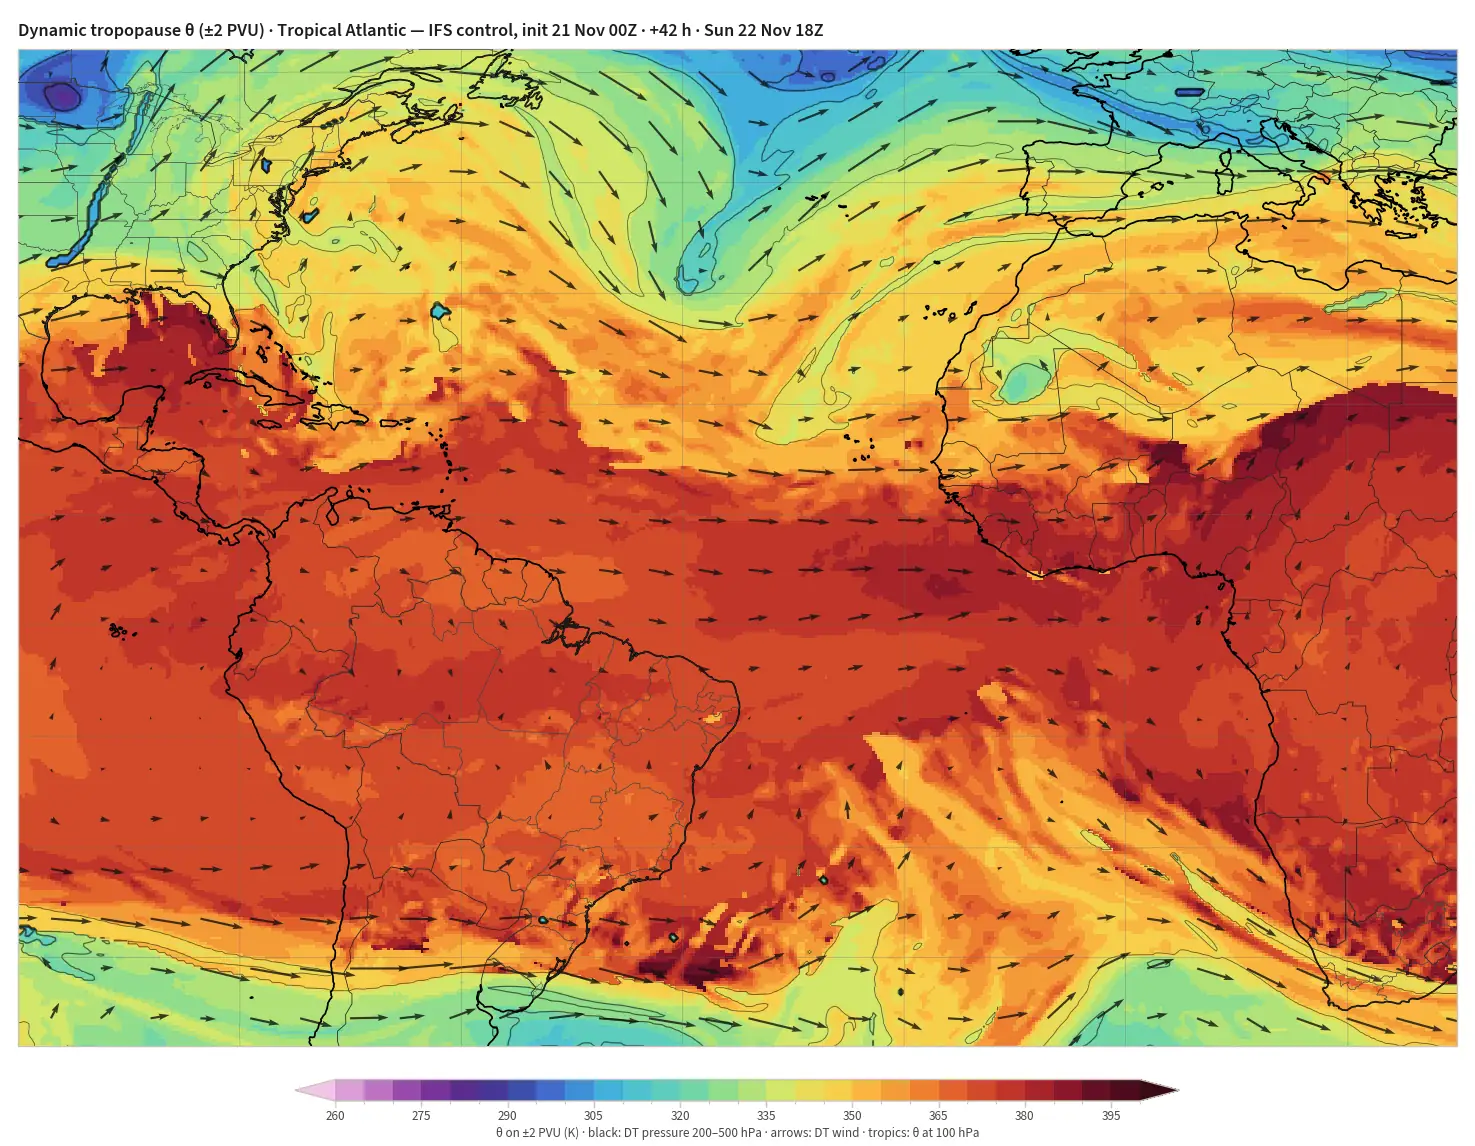 Dynamic tropopause θ (±2 PVU) · Tropical Atlantic — IFS control, init 21 Nov 00Z · +42 h · Sun 22 Nov 18Z
260 275 290 305 320 335 350 365 380 395
θ on ±2 PVU (K) · black: DT pressure 200–500 hPa · arrows: DT wind · tropics: θ at 100 hPa